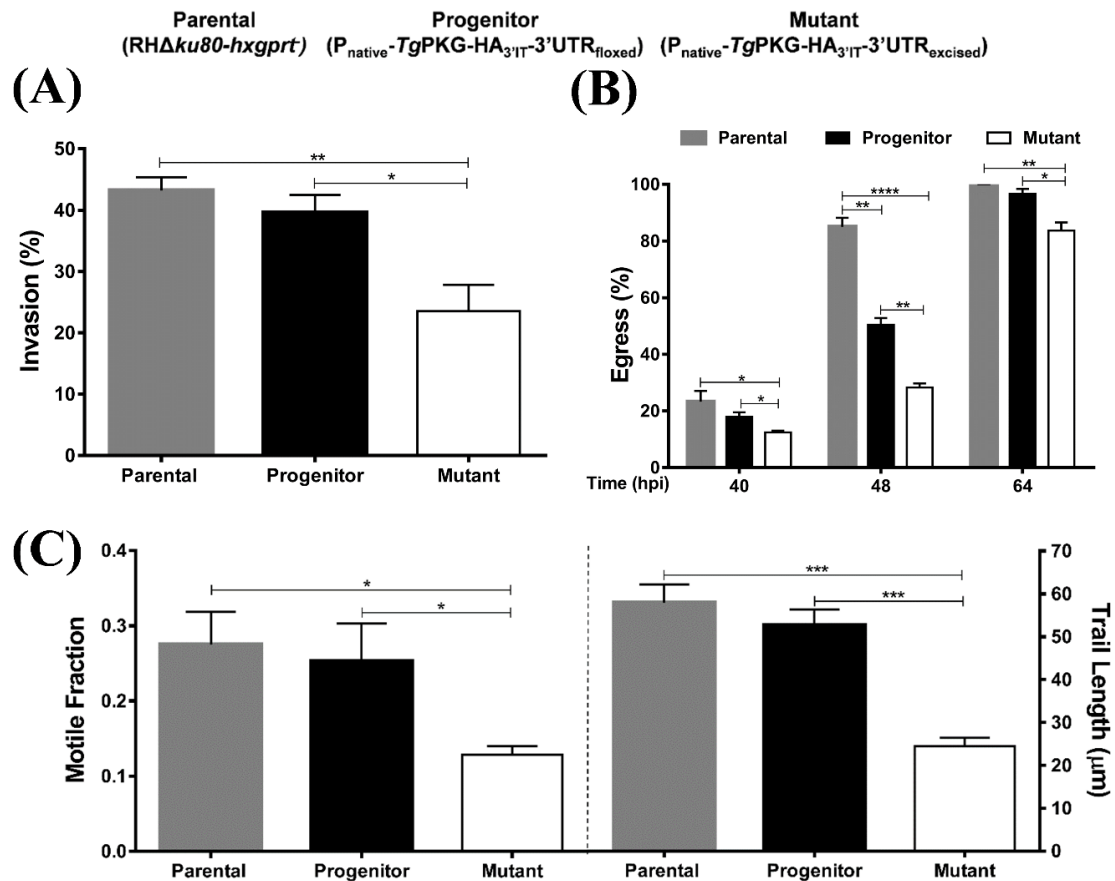 Parental Progenitor Mutant
(RHΔku80-hxgprt-) (Pnative-TgPKG-HA3'IT-3'UTRfloxed) (Pnative-TgPKG-HA3'IT-3'UTRexcised)
(A)
(B)
Parental Progenitor Mutant
50
40
30
20
10
0
Invasion (%)
**
*
Parental Progenitor Mutant
100
80
60
40
20
0
Egress (%)
*
*
****
**
**
**
*
Time (hpi) 40 48 64
(C)
0.4
0.3
0.2
0.1
0.0
Motile Fraction
*
*
Parental Progenitor Mutant
***
***
70
60
50
40
30
20
10
0
Trail Length (μm)
Parental Progenitor Mutant